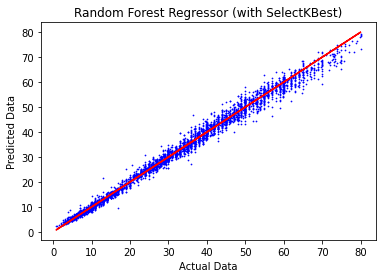 Random Forest Regressor (with SelectKBest)
80
70
60
50
40
30
20
10
0
Predicted Data
0 10 20 30 40 50 60 70 80
Actual Data